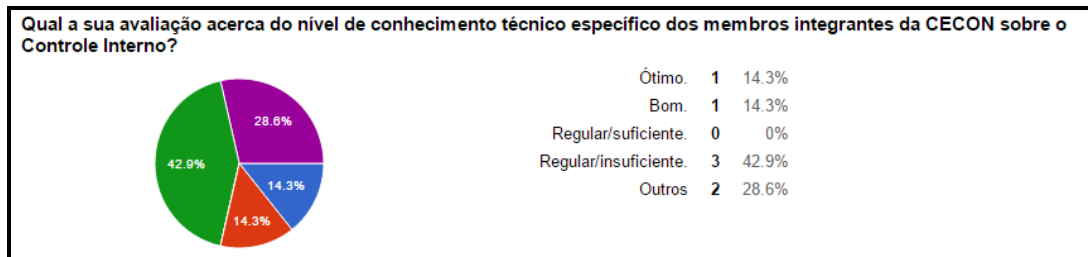 Qual a sua avaliação acerca do nível de conhecimento técnico específico dos membros integrantes da CECON sobre o
Controle Interno?
Ótimo. 1 14.3%
Bom. 1 14.3%
Regular/suficiente. 0 0%
Regular/insuficiente. 3 42.9%
Outros 2 28.6%
28.6%
42.9%
14.3%
14.3%